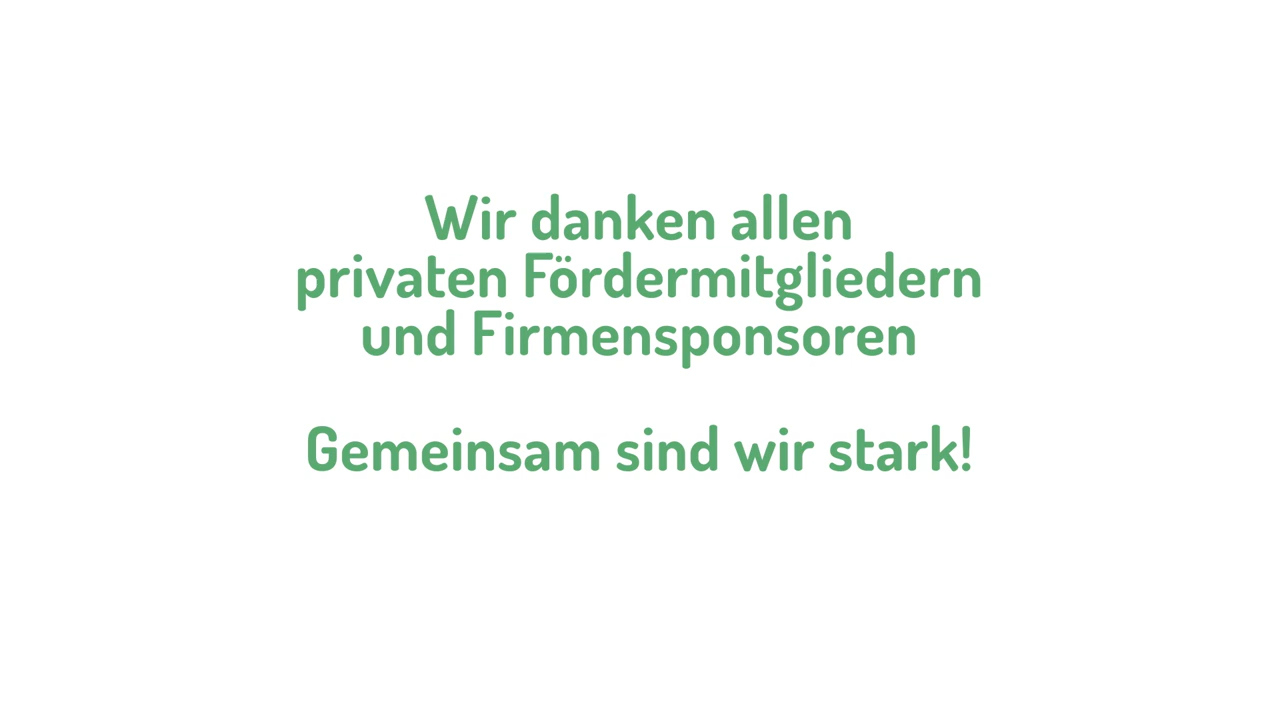 Wir danken allen
privaten Fördermitgliedern
und Firmensponsoren
Gemeinsam sind wir stark!